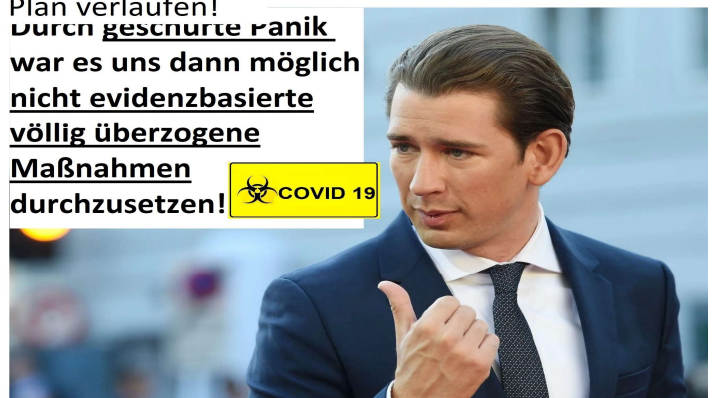 Plan verlaufen!
Durch geschürte Panik
war es uns dann möglich
nicht evidenzbasierte
völlig überzogene
Maßnahmen
durchzusetzen!
COVID 19